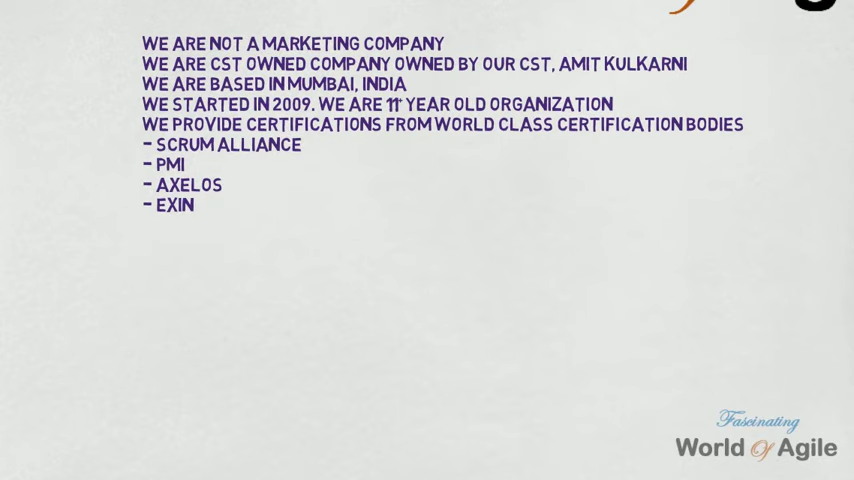 WE ARE NOT A MARKETING COMPANY
WE ARE CST OWNED COMPANY OWNED BY OUR CST, AMIT KULKARNI
WE ARE BASED IN MUMBAI, INDIA
WE STARTED IN 2009. WE ARE 11+ YEAR OLD ORGANIZATION
WE PROVIDE CERTIFICATIONS FROM WORLD CLASS CERTIFICATION BODIES
- SCRUM ALLIANCE
- PMI
- AXELOS
- EXIN
Fascinating
World Of Agile